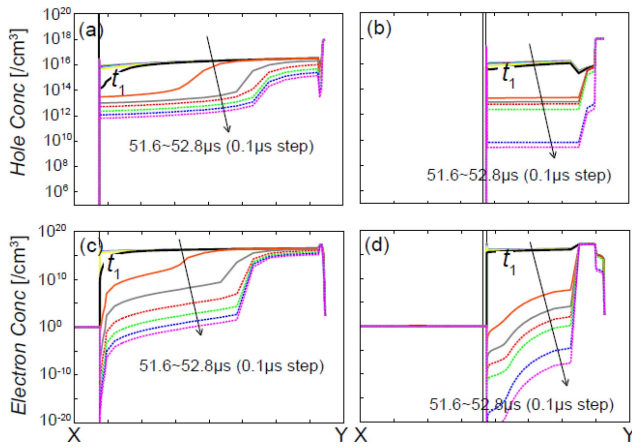 10^20
10^18
10^16
10^14
10^12
10^10
10^8
10^6
Hole Conc [/cm³]
(a)
t₁
51.6~52.8μs (0.1μs step)
(b)
t₁
51.6~52.8μs (0.1μs step)
10^20
10^10
10^0
10^-10
10^-20
Electron Conc [/cm³]
(c)
t₁
51.6~52.8μs (0.1μs step)
(d)
t₁
51.6~52.8μs (0.1μs step)
X
Y
X
Y